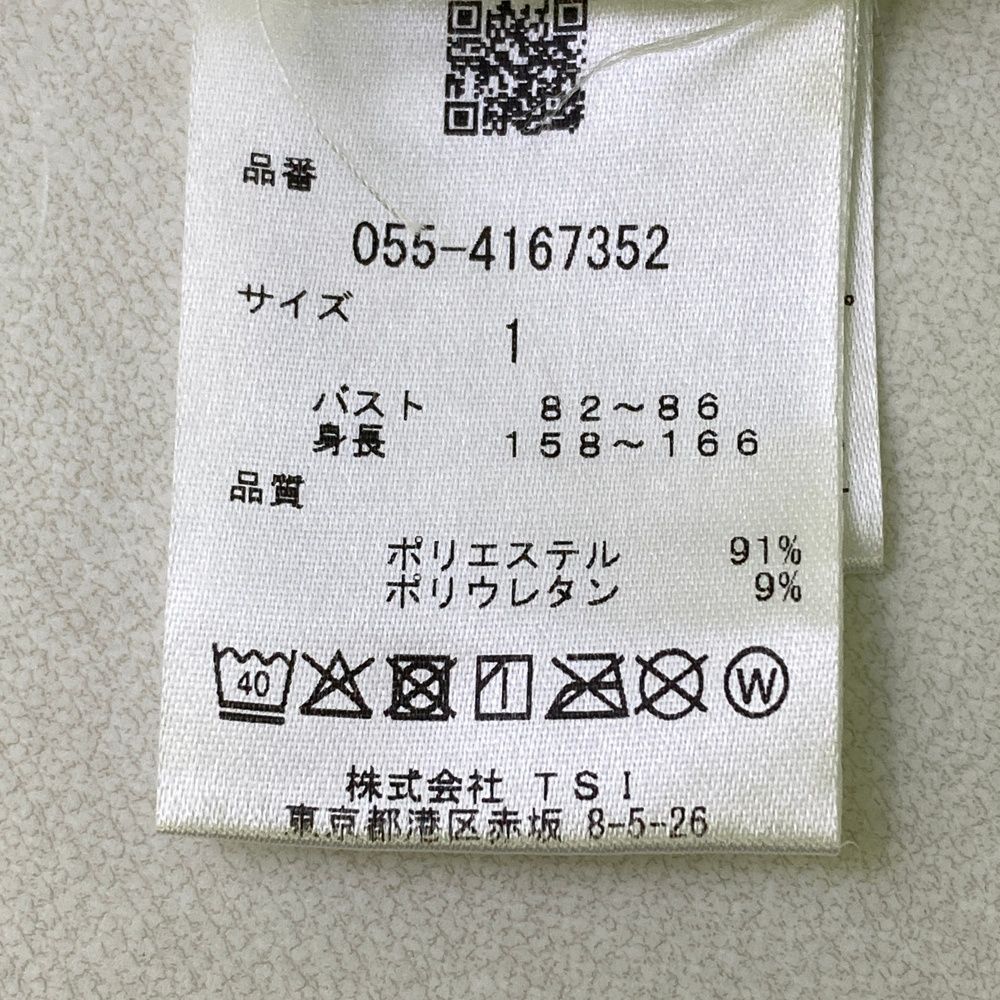 品番
055-4167352
サイズ
1
バスト 82～86
身長 158～166
品質
ポリエステル 91%
ポリウレタン 9%
40 W
株式会社 TSI
東京都港区赤坂 8-5-26